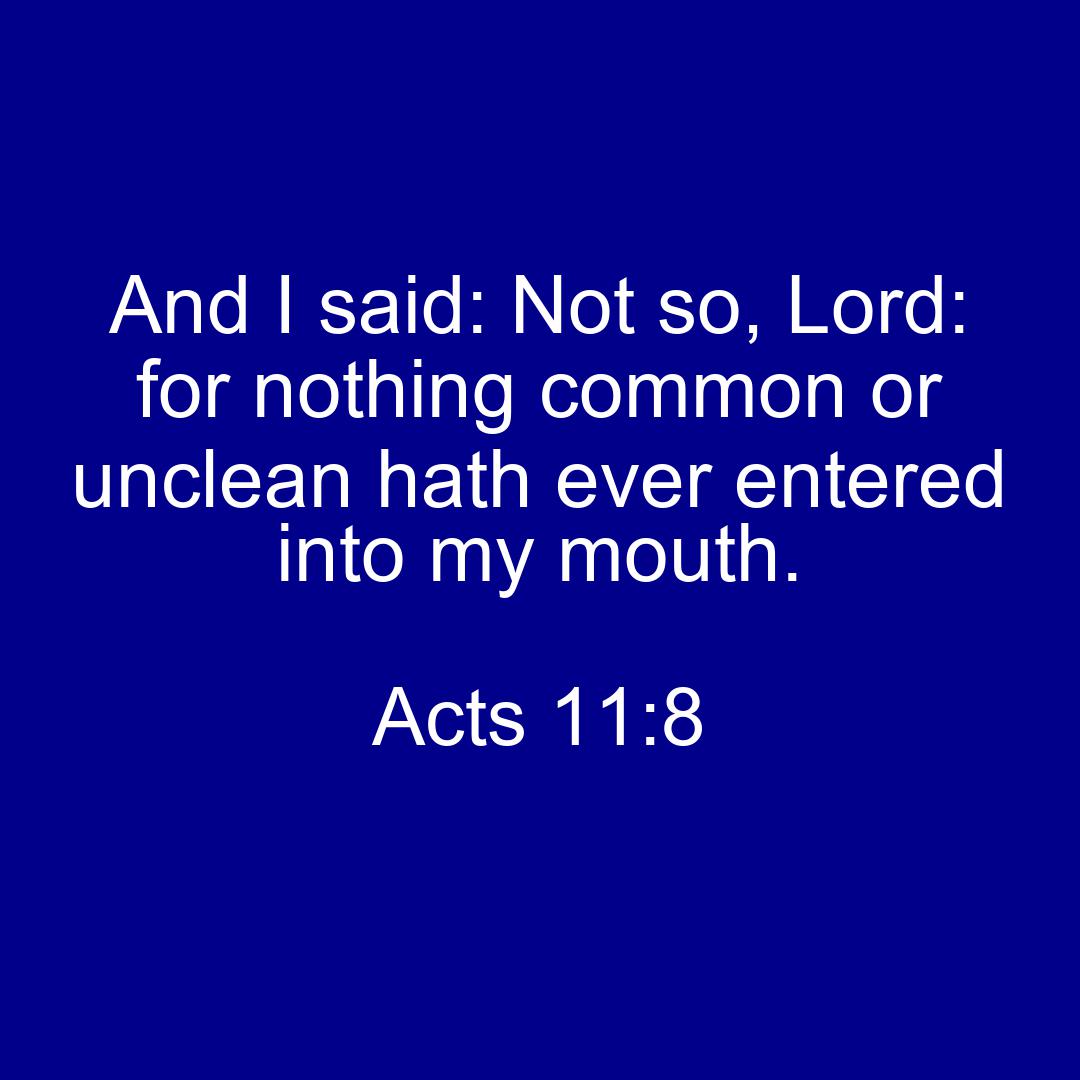 And I said: Not so, Lord:
for nothing common or
unclean hath ever entered
into my mouth.
Acts 11:8